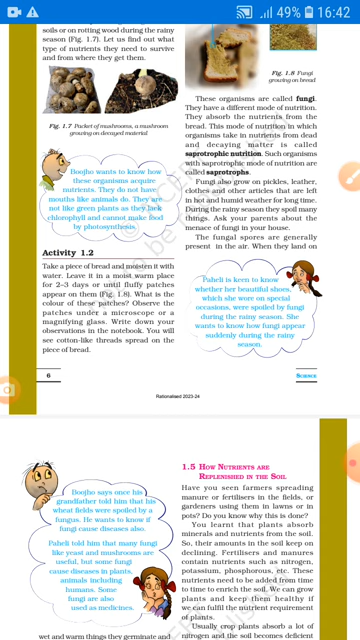 49%
16:42
soils or on rotting wood during the rainy
season (Fig. 1.7). Let us find out what
type of nutrients they need to survive
and from where they get them.
Fig. 1.7 Packet of mushrooms, a mushroom
growing on decayed material
Boojho wants to know how
these organisms acquire
nutrients. They do not have
mouths like animals do. They are
not like green plants as they lack
chlorophyll and cannot make food
by photosynthesis.
Activity 1.2
Take a piece of bread and moisten it with
water. Leave it in a moist warm place
for 2–3 days or until fluffy patches
appear on them (Fig. 1.8). What is
the colour of these patches? Observe the
patches under a microscope or a
magnifying glass. Write down your
observations in the notebook. You will
see cotton-like threads spread on the
piece of bread.
Fig. 1.8 Fungi
growing on bread
These organisms are called fungi.
They have a different mode of nutrition.
They absorb the nutrients from the
bread. This mode of nutrition in which
organisms take in nutrients from dead
and decaying matter is called
saprotrophic nutrition. Such organisms
with saprotrophic mode of nutrition are
called saprotrophs.
Fungi also grow on pickles, leather,
clothes and other articles that are left
in hot and humid weather for long time.
During the rainy season they spoil many
things. Ask your parents about the
menace of fungi in your house.
The fungal spores are generally
present in the air. When they land on
Paheli is keen to know
whether her beautiful shoes,
which she wore on special
occasions, were spoiled by fungi
during the rainy season. She
wants to know how fungi appear
suddenly during the rainy
season.
6
SCIENCE
Rationalised 2023-24
Boojho says once his
grandfather told him that his
wheat fields were spoiled by a
fungus. He wants to know if
fungi cause diseases also.
Paheli told him that many fungi
like yeast and mushrooms are
useful, but some fungi
cause diseases in plants,
animals including
humans. Some
fungi are also
used as medicines.
wet and warm things they germinate and
1.5 HOW NUTRIENTS ARE
REPLENISHED IN THE SOIL
Have you seen farmers spreading
manure or fertilisers in the fields, or
gardeners using them in lawns or in
pots? Do you know why this is done?
You learnt that plants absorb
minerals and nutrients from the soil.
So, their amounts in the soil keep on
declining. Fertilisers and manures
contain nutrients such as nitrogen,
potassium, phosphorous, etc. These
nutrients need to be added from time
to time to enrich the soil. We can grow
plants and keep them healthy if
we can fulfil the nutrient requirement
of plants.
Usually crop plants absorb a lot of
nitrogen and the soil becomes deficient